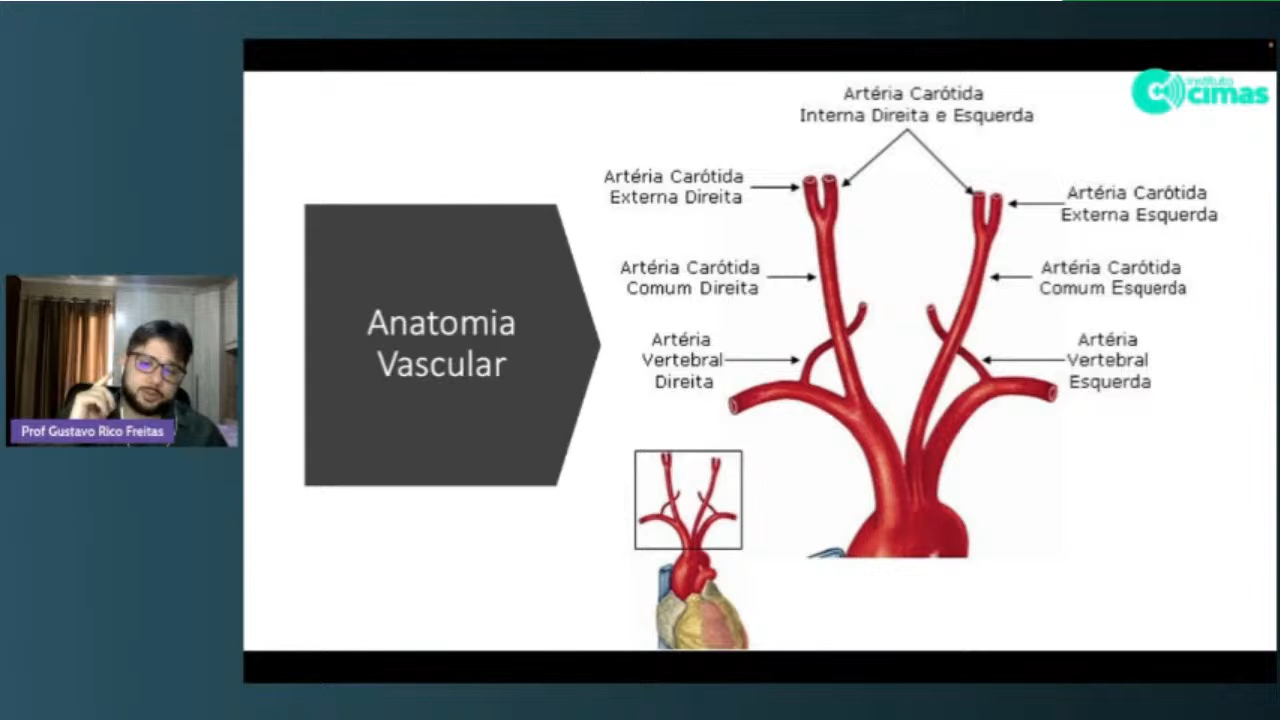 instituto
cimas
Artéria Carótida
Interna Direita e Esquerda
Artéria Carótida
Externa Direita
Artéria Carótida
Externa Esquerda
Artéria Carótida
Comum Direita
Artéria Carótida
Comum Esquerda
Anatomia
Vascular
Artéria
Vertebral
Direita
Artéria
Vertebral
Esquerda
Prof Gustavo Rico Freitas